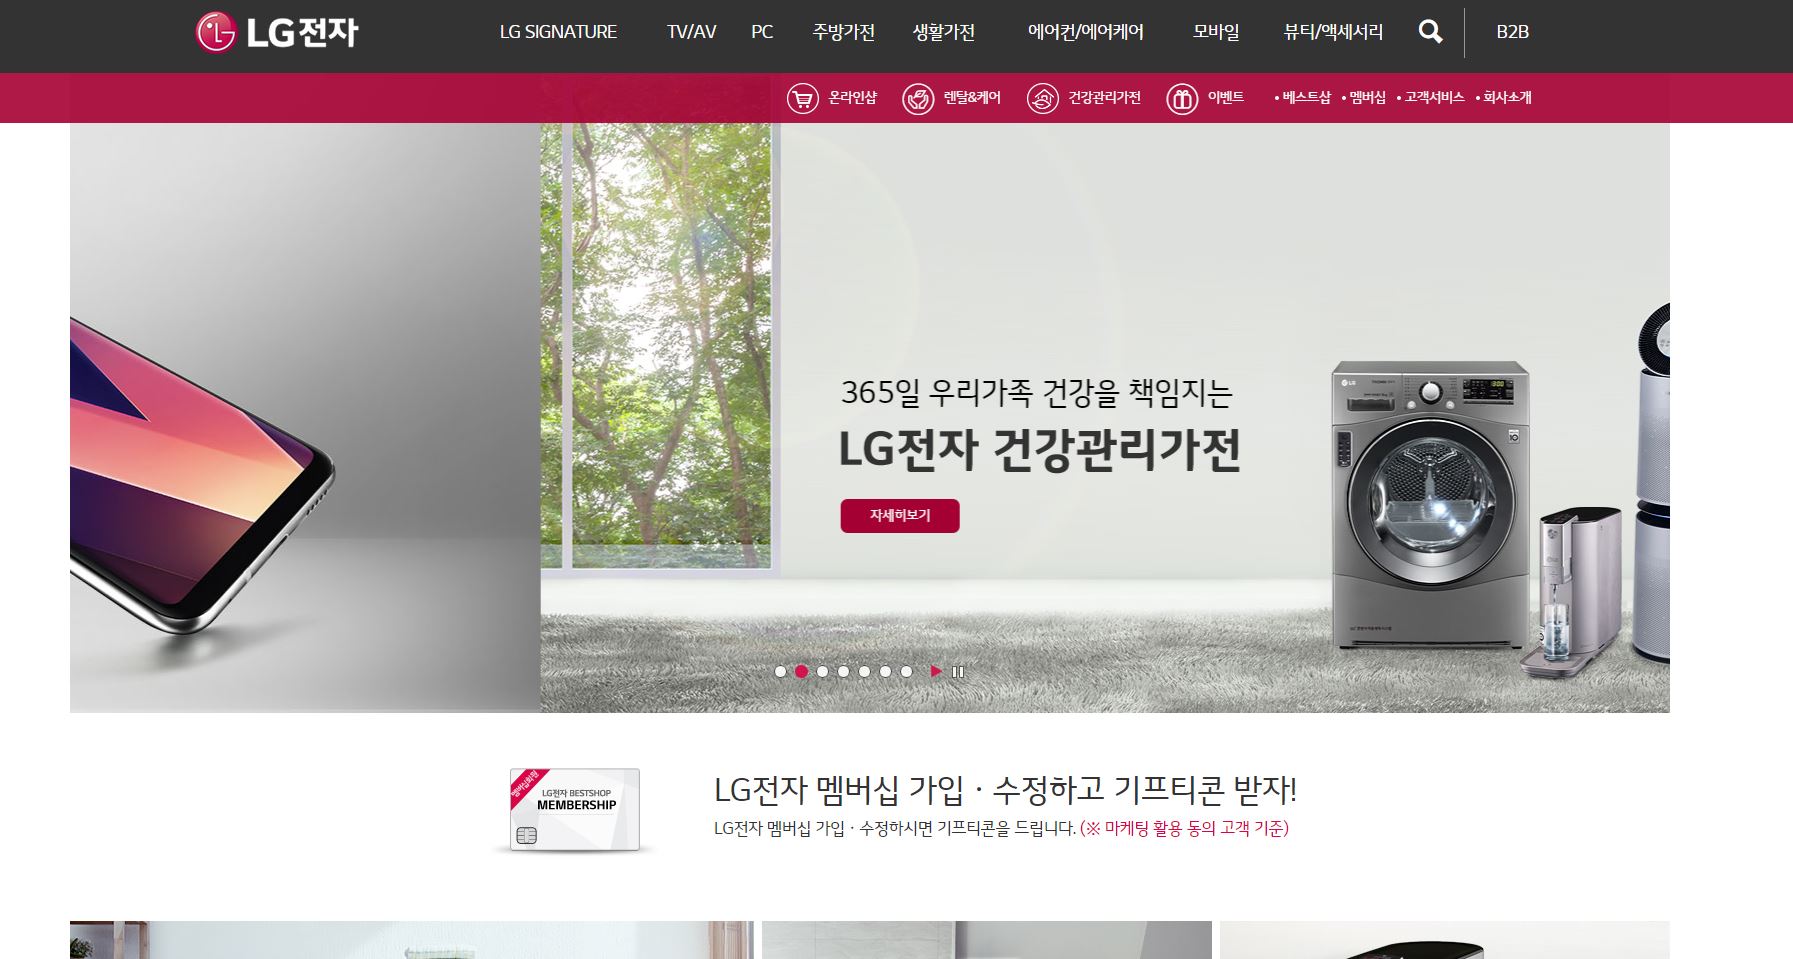 LG전자
LG SIGNATURE TV/AV PC 주방가전 생활가전 에어컨/에어케어 모바일 뷰티/액세서리 B2B
온라인샵 렌탈&케어 건강관리가전 이벤트 • 베스트샵 • 멤버십 • 고객서비스 • 회사소개
365일 우리가족 건강을 책임지는
LG전자 건강관리가전
자세히보기
LG
멤버십회원
LG전자 BESTSHOP
MEMBERSHIP
LG전자 멤버십 가입 · 수정하고 기프티콘 받자!
LG전자 멤버십 가입 · 수정하시면 기프티콘을 드립니다. (※ 마케팅 활용 동의 고객 기준)